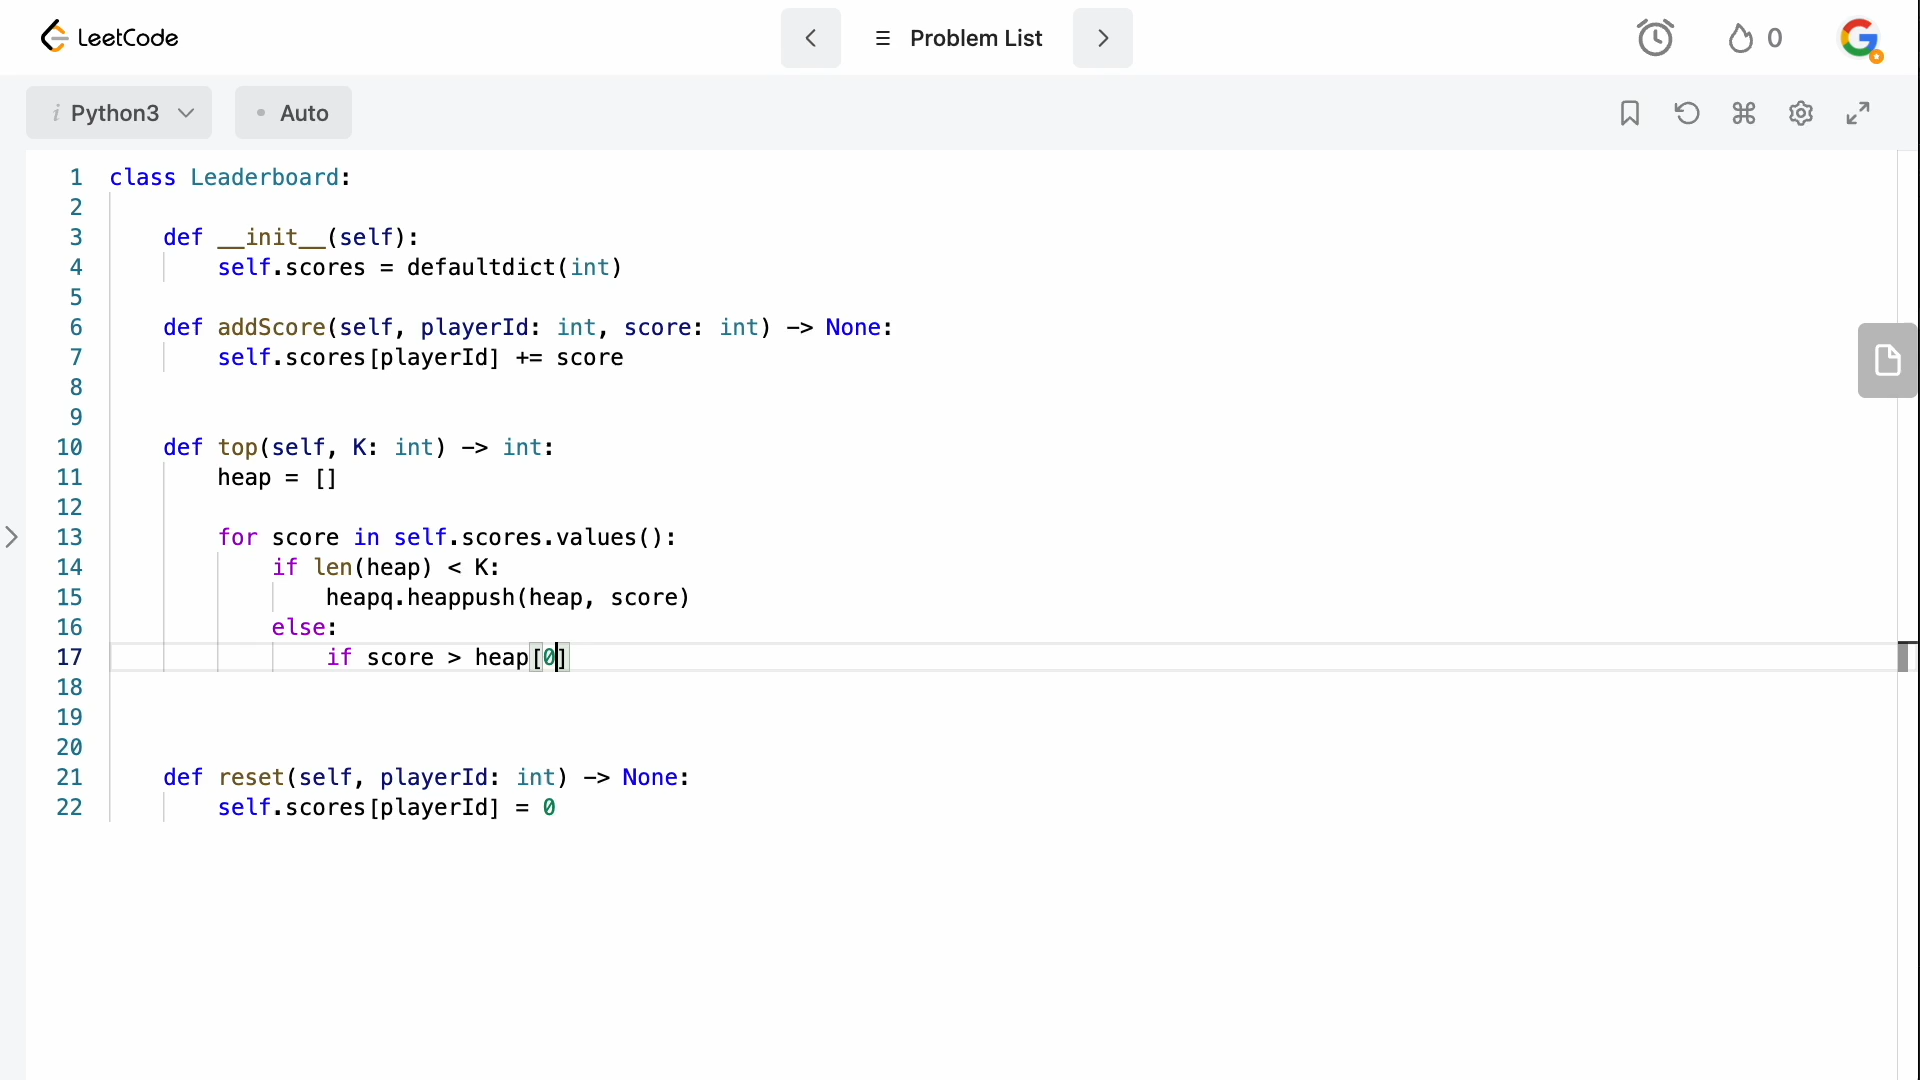 LeetCode
Problem List
0
i Python3
• Auto
1 class Leaderboard:
2
3 def __init__(self):
4 self.scores = defaultdict(int)
5
6 def addScore(self, playerId: int, score: int) -> None:
7 self.scores[playerId] += score
8
9
10 def top(self, K: int) -> int:
11 heap = []
12
13 for score in self.scores.values():
14 if len(heap) < K:
15 heapq.heappush(heap, score)
16 else:
17 if score > heap[0]
18
19
20
21 def reset(self, playerId: int) -> None:
22 self.scores[playerId] = 0